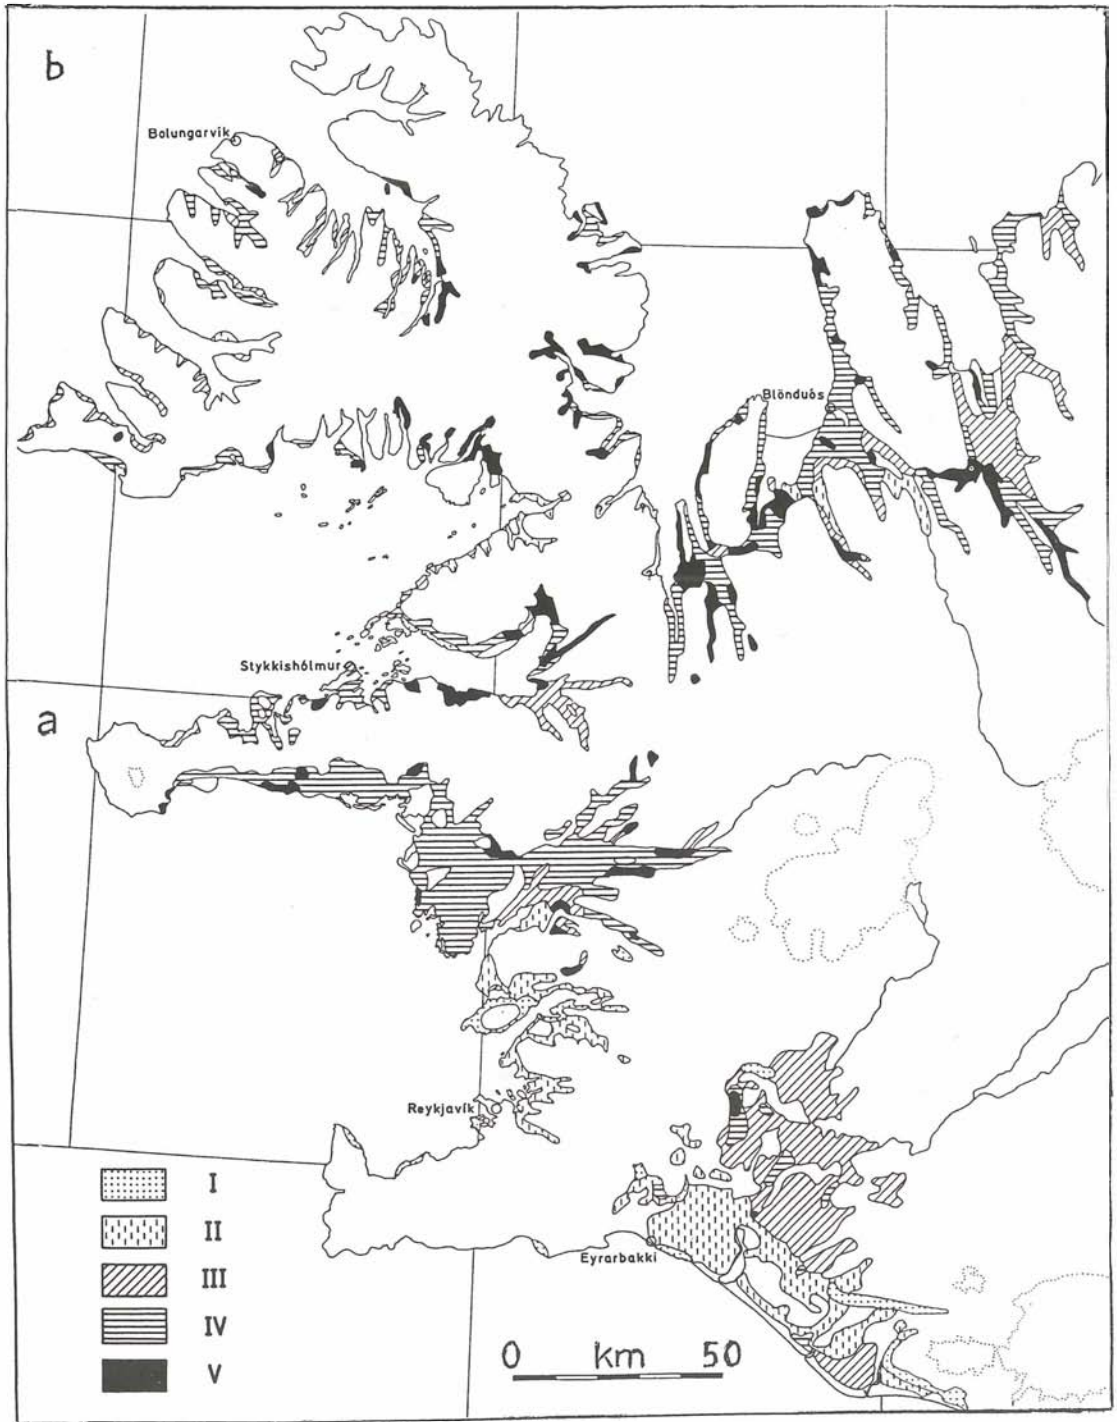 b
Bolungarvík
Blönduós
Stykkishólmur
a
Reykjavík
Eyrarbakki
I
II
III
IV
V
0 km 50